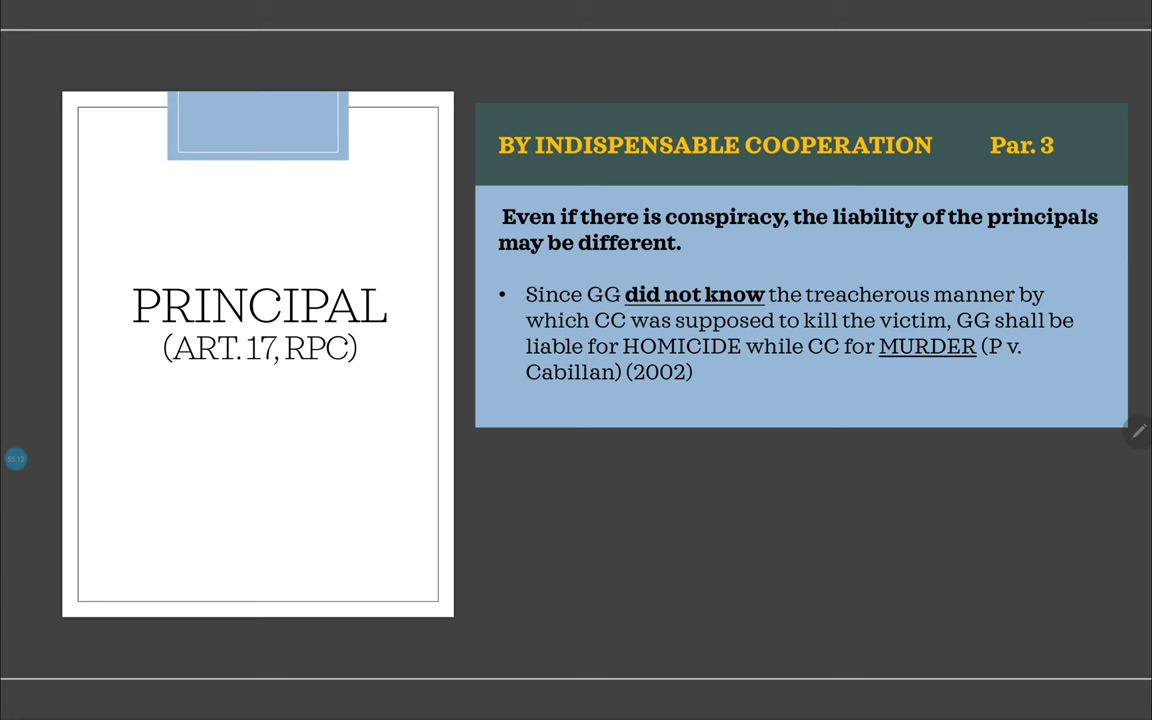 PRINCIPAL
(ART. 17, RPC)
BY INDISPENSABLE COOPERATION Par. 3
Even if there is conspiracy, the liability of the principals
may be different.
• Since GG did not know the treacherous manner by
which CC was supposed to kill the victim, GG shall be
liable for HOMICIDE while CC for MURDER (P v.
Cabillan) (2002)
55:13